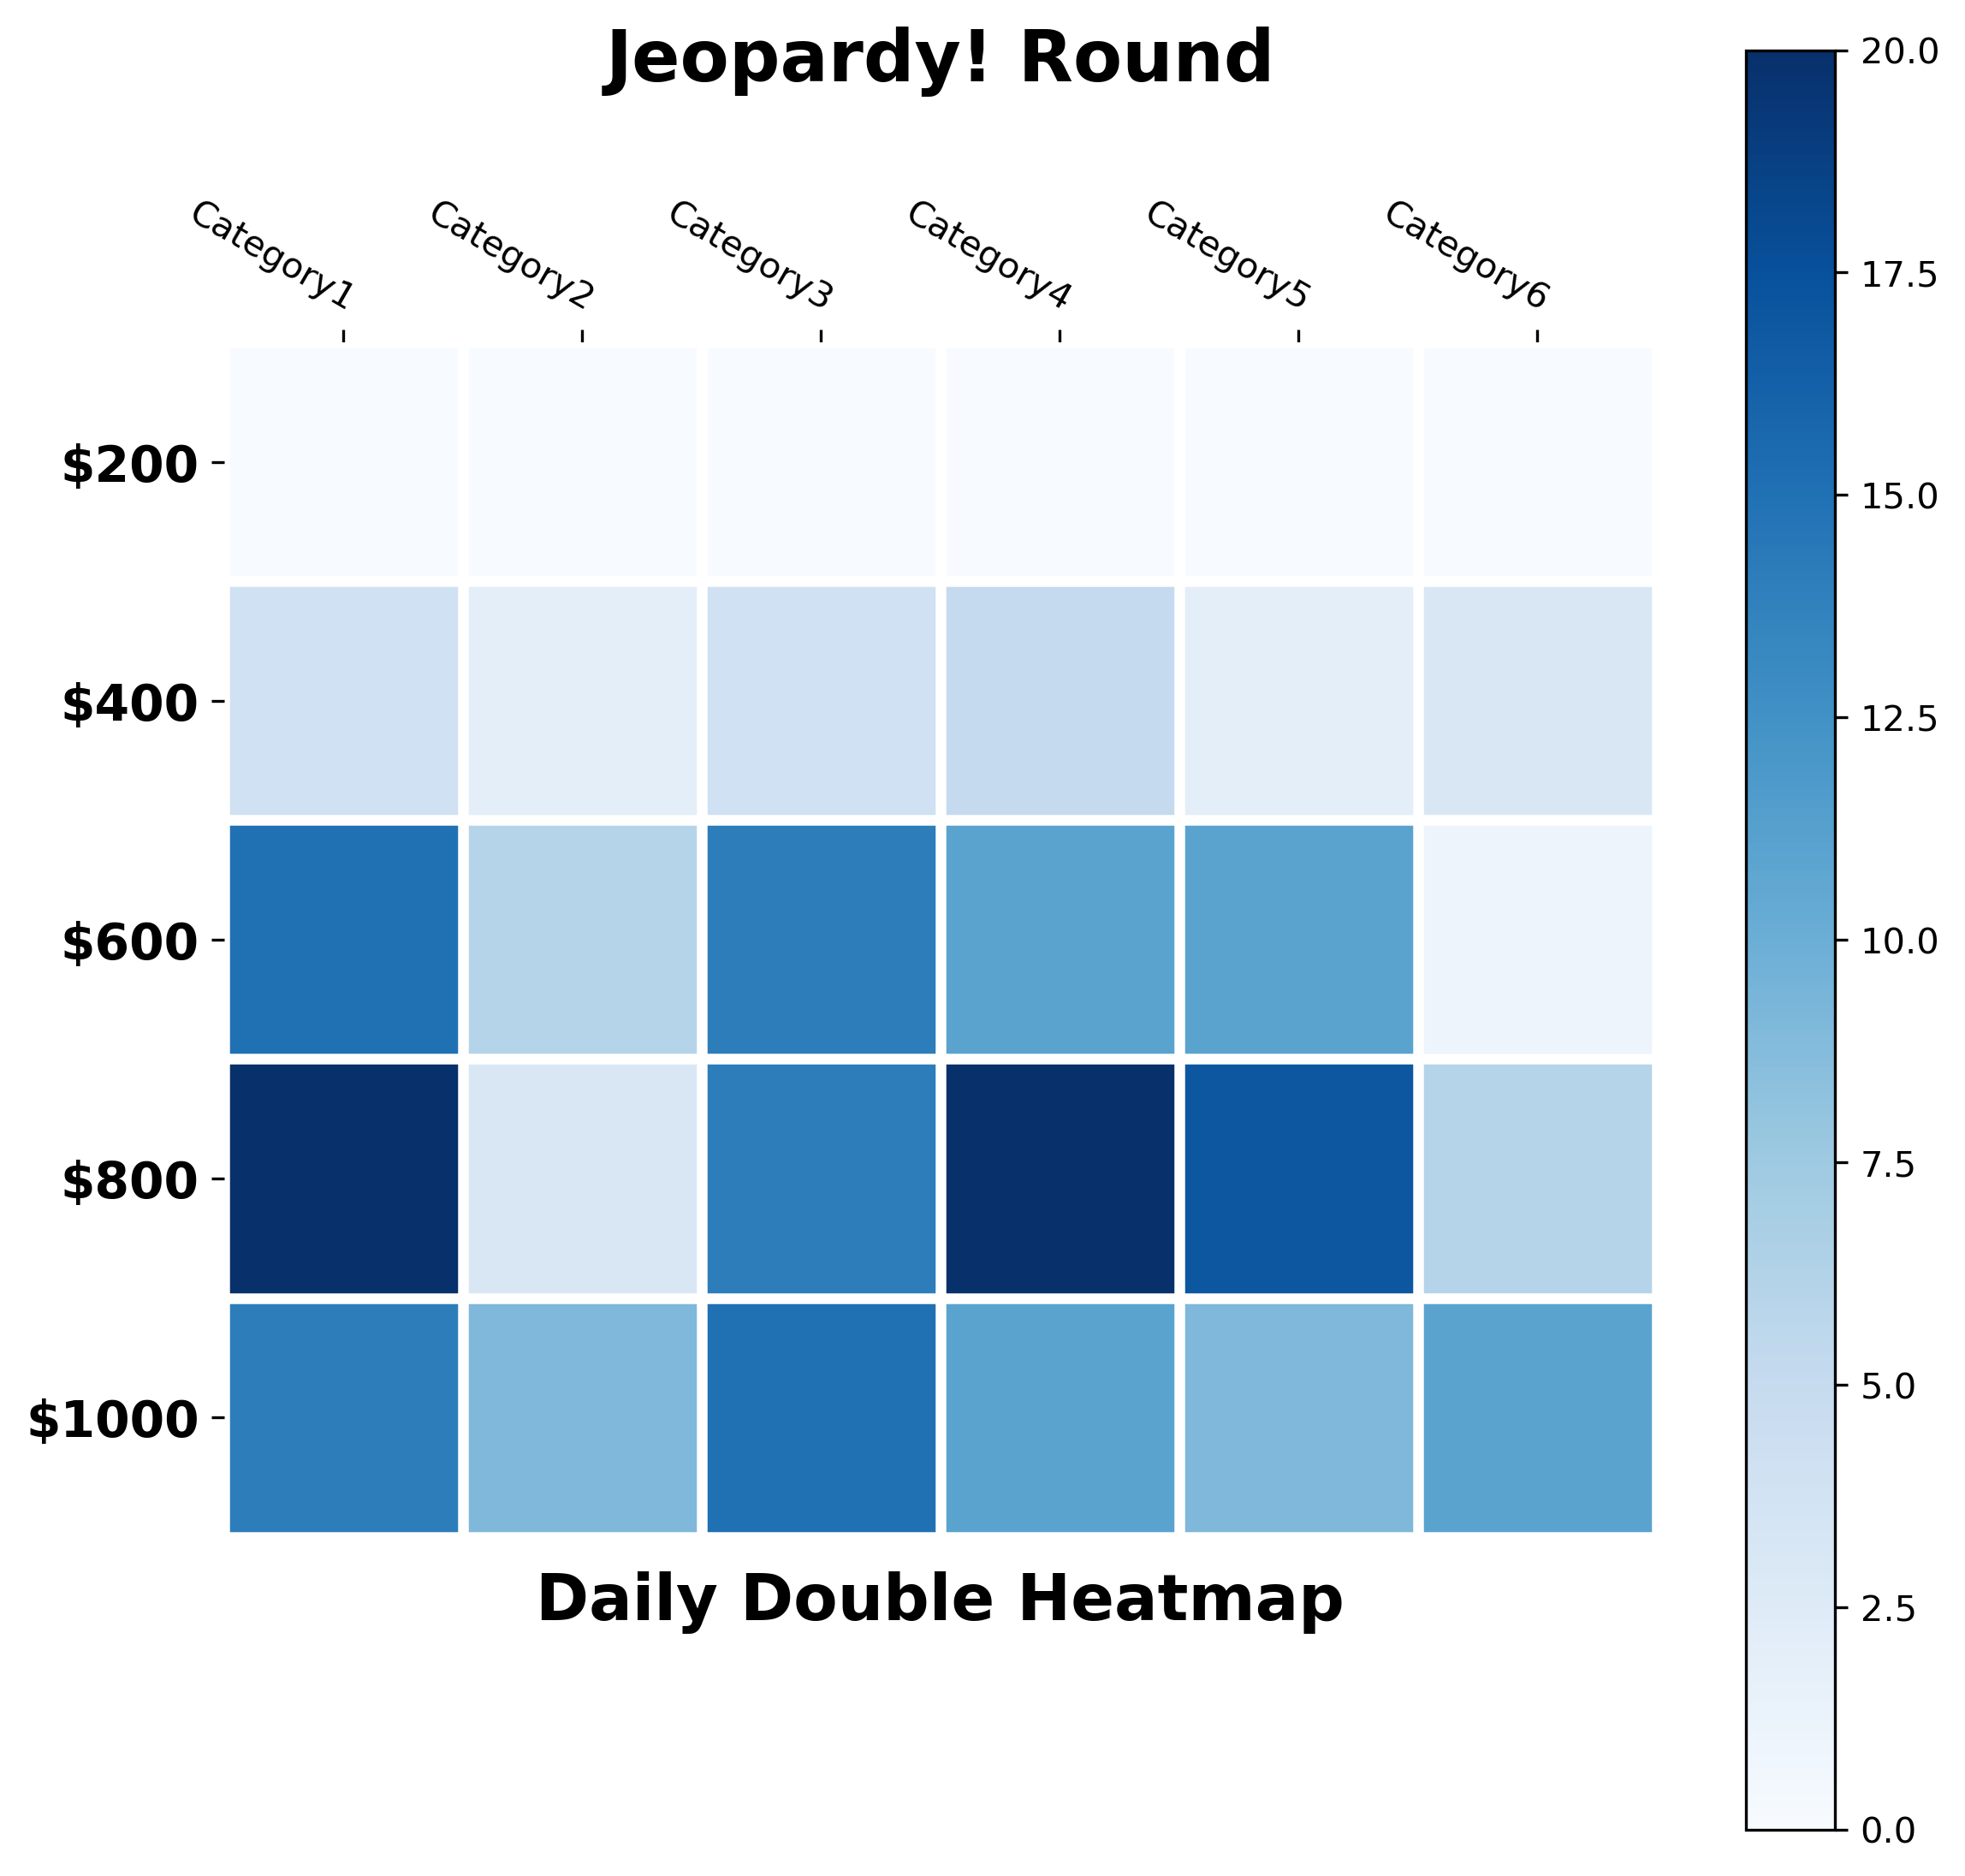 Jeopardy! Round
Category1
Category2
Category3
Category4
Category5
Category6
$200
$400
$600
$800
$1000
Daily Double Heatmap
20.0
17.5
15.0
12.5
10.0
7.5
5.0
2.5
0.0